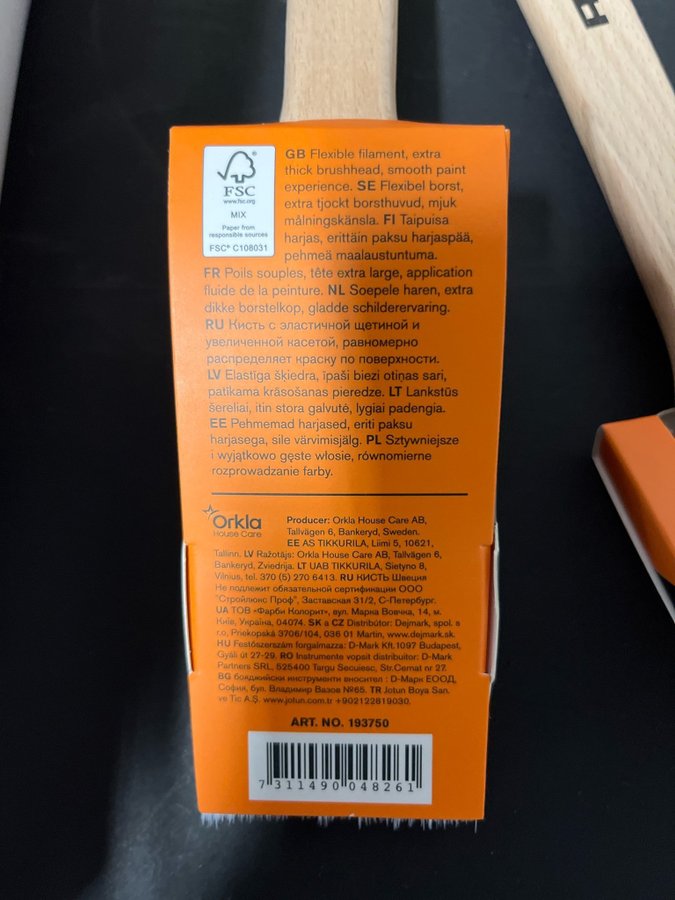 GB Flexible filament, extra
thick brushhead, smooth paint
experience. SE Flexibel borst,
extra tjockt borsthuvud, mjuk
målningskänsla. FI Taipuisa
harjas, erittäin paksu harjaspää,
pehmeä maalaustuntuma.
FR Poils souples, tête extra large, application
fluide de la peinture. NL Soepele haren, extra
dikke borstelkop, gladde schilderervaring.
RU Кисть с эластичной щетиной и
увеличенной касетой, равномерно
распределяет краску по поверхности.
LV Elastīga šķiedra, īpaši biezi otiņas sari,
patīkama krāsošanas pieredze. LT Lankstūs
šereliai, itin stora galvutė, lygiai padengia.
EE Pehmemad harjased, eriti paksu
harjasega, sile värvimisjälg. PL Sztywniejsze
i wyjątkowo gęste włosie, równomierne
rozprowadzanie farby.
FSC
®
www.fsc.org
MIX
Paper from
responsible sources
FSC® C108031
Orkla
House Care
Producer: Orkla House Care AB,
Tallvägen 6, Bankeryd, Sweden.
EE AS TIKKURILA, Liimi 5, 10621,
Tallinn. LV Ražotājs: Orkla House Care AB, Tallvägen 6,
Bankeryd, Zviedrija. LT UAB TIKKURILA, Sietyno 8,
Vilnius, tel. 370 (5) 270 6413. RU КИСТЬ Швеция
Не подлежит обязательной сертификации ООО
"Стройлюкс Проф", Заставская 31/2, С-Петербург.
UA ТОВ «Фарби Колорит», вул. Марка Вовчка, 14, м.
Київ, Україна, 04074. SK a CZ Distribútor: Dejmark, spol. s
r.o, Priekopská 3706/104, 036 01 Martin, www.dejmark.sk.
HU Festőszerszám forgalmazza: D-Mark Kft.1097 Budapest,
Gyáli út 27-29. RO Instrumente vopsit distribuitor: D-Mark
Partners SRL, 525400 Targu Secuiesc, Str.Cernat nr 27.
BG бояджийски инструменти вносител : D-Марк ЕООД,
София, бул. Владимир Вазов №65. TR Jotun Boya San.
ve Tic A.Ş. www.jotun.com.tr +902122819030.
ART. NO. 193750
7 311490 048261